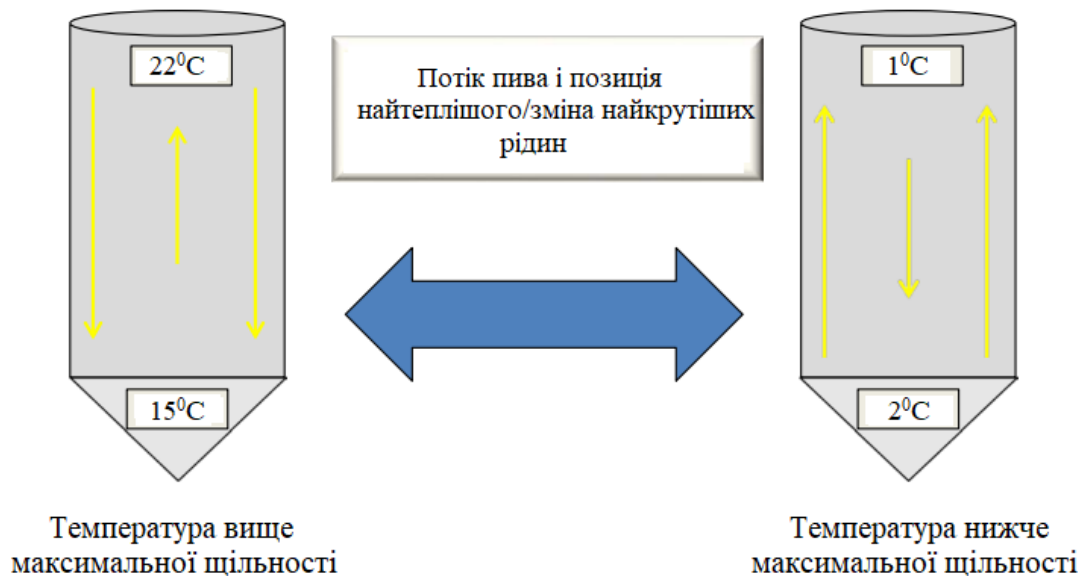 22⁰C
Потік пива і позиція
найтеплішого/зміна найкрутіших
рідин
1⁰C
15⁰C
2⁰C
Температура вище
максимальної щільності
Температура нижче
максимальної щільності